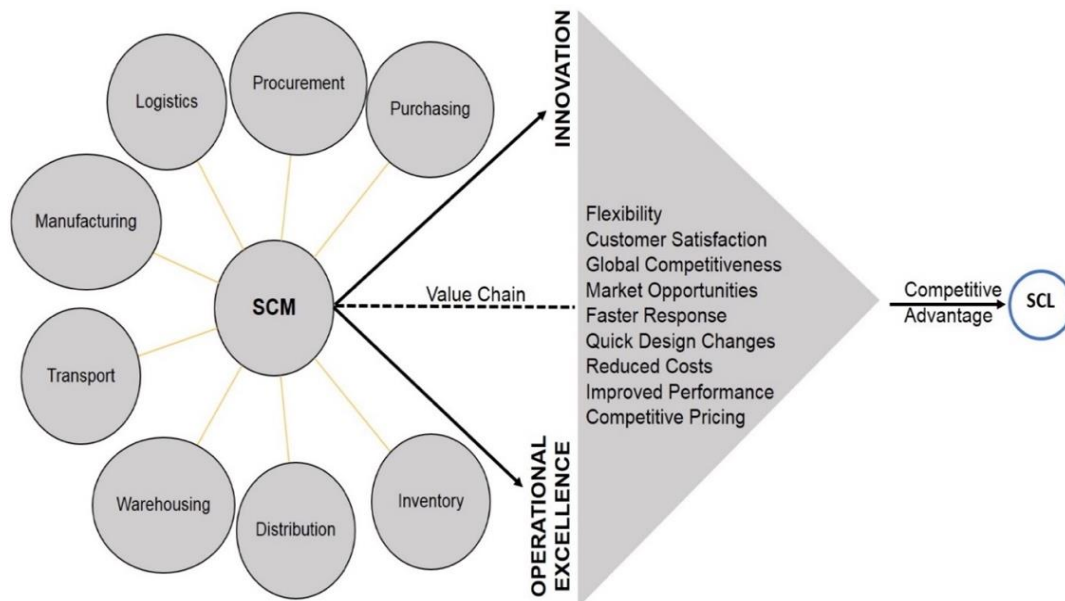 Procurement
Logistics
Purchasing
INNOVATION
Manufacturing
Flexibility
Customer Satisfaction
Global Competitiveness
Market Opportunities
Faster Response
Quick Design Changes
Reduced Costs
Improved Performance
Competitive Pricing
SCM
Value Chain
Competitive
Advantage
SCL
Transport
Warehousing
Distribution
Inventory
OPERATIONAL
EXCELLENCE